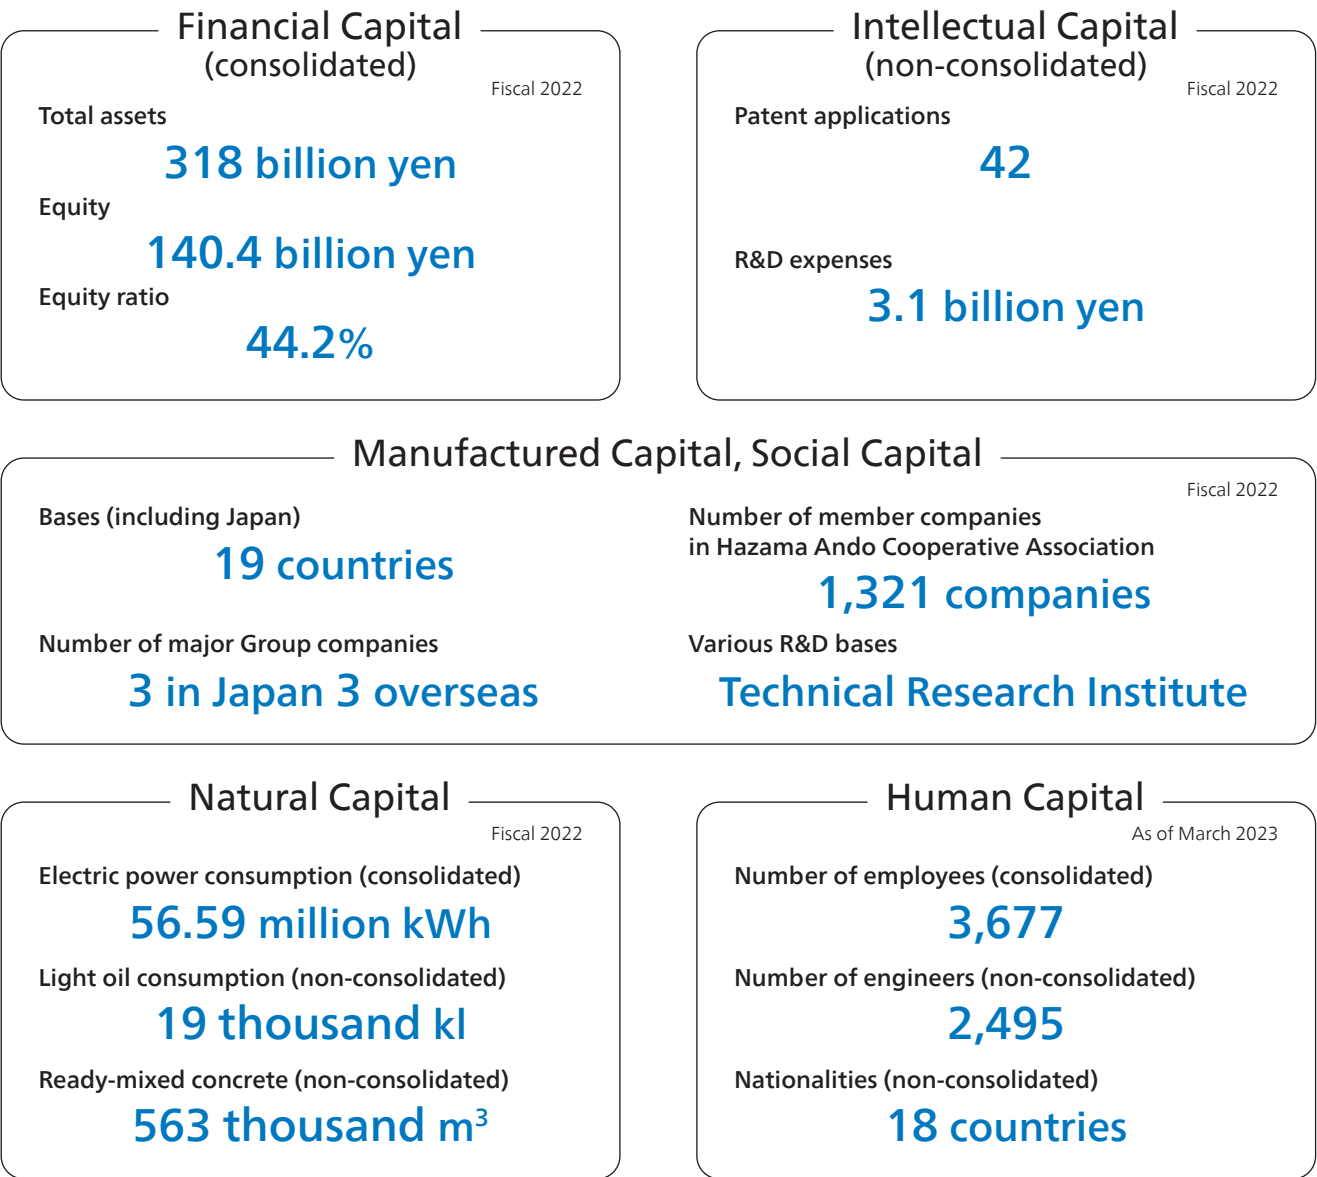 Financial Capital
(consolidated)
Fiscal 2022
Total assets
318 billion yen
Equity
140.4 billion yen
Equity ratio
44.2%
Intellectual Capital
(non-consolidated)
Fiscal 2022
Patent applications
42
R&D expenses
3.1 billion yen
Manufactured Capital, Social Capital
Fiscal 2022
Bases (including Japan)
19 countries
Number of major Group companies
3 in Japan 3 overseas
Number of member companies
in Hazama Ando Cooperative Association
1,321 companies
Various R&D bases
Technical Research Institute
Natural Capital
Fiscal 2022
Electric power consumption (consolidated)
56.59 million kWh
Light oil consumption (non-consolidated)
19 thousand kl
Ready-mixed concrete (non-consolidated)
563 thousand m³
Human Capital
As of March 2023
Number of employees (consolidated)
3,677
Number of engineers (non-consolidated)
2,495
Nationalities (non-consolidated)
18 countries